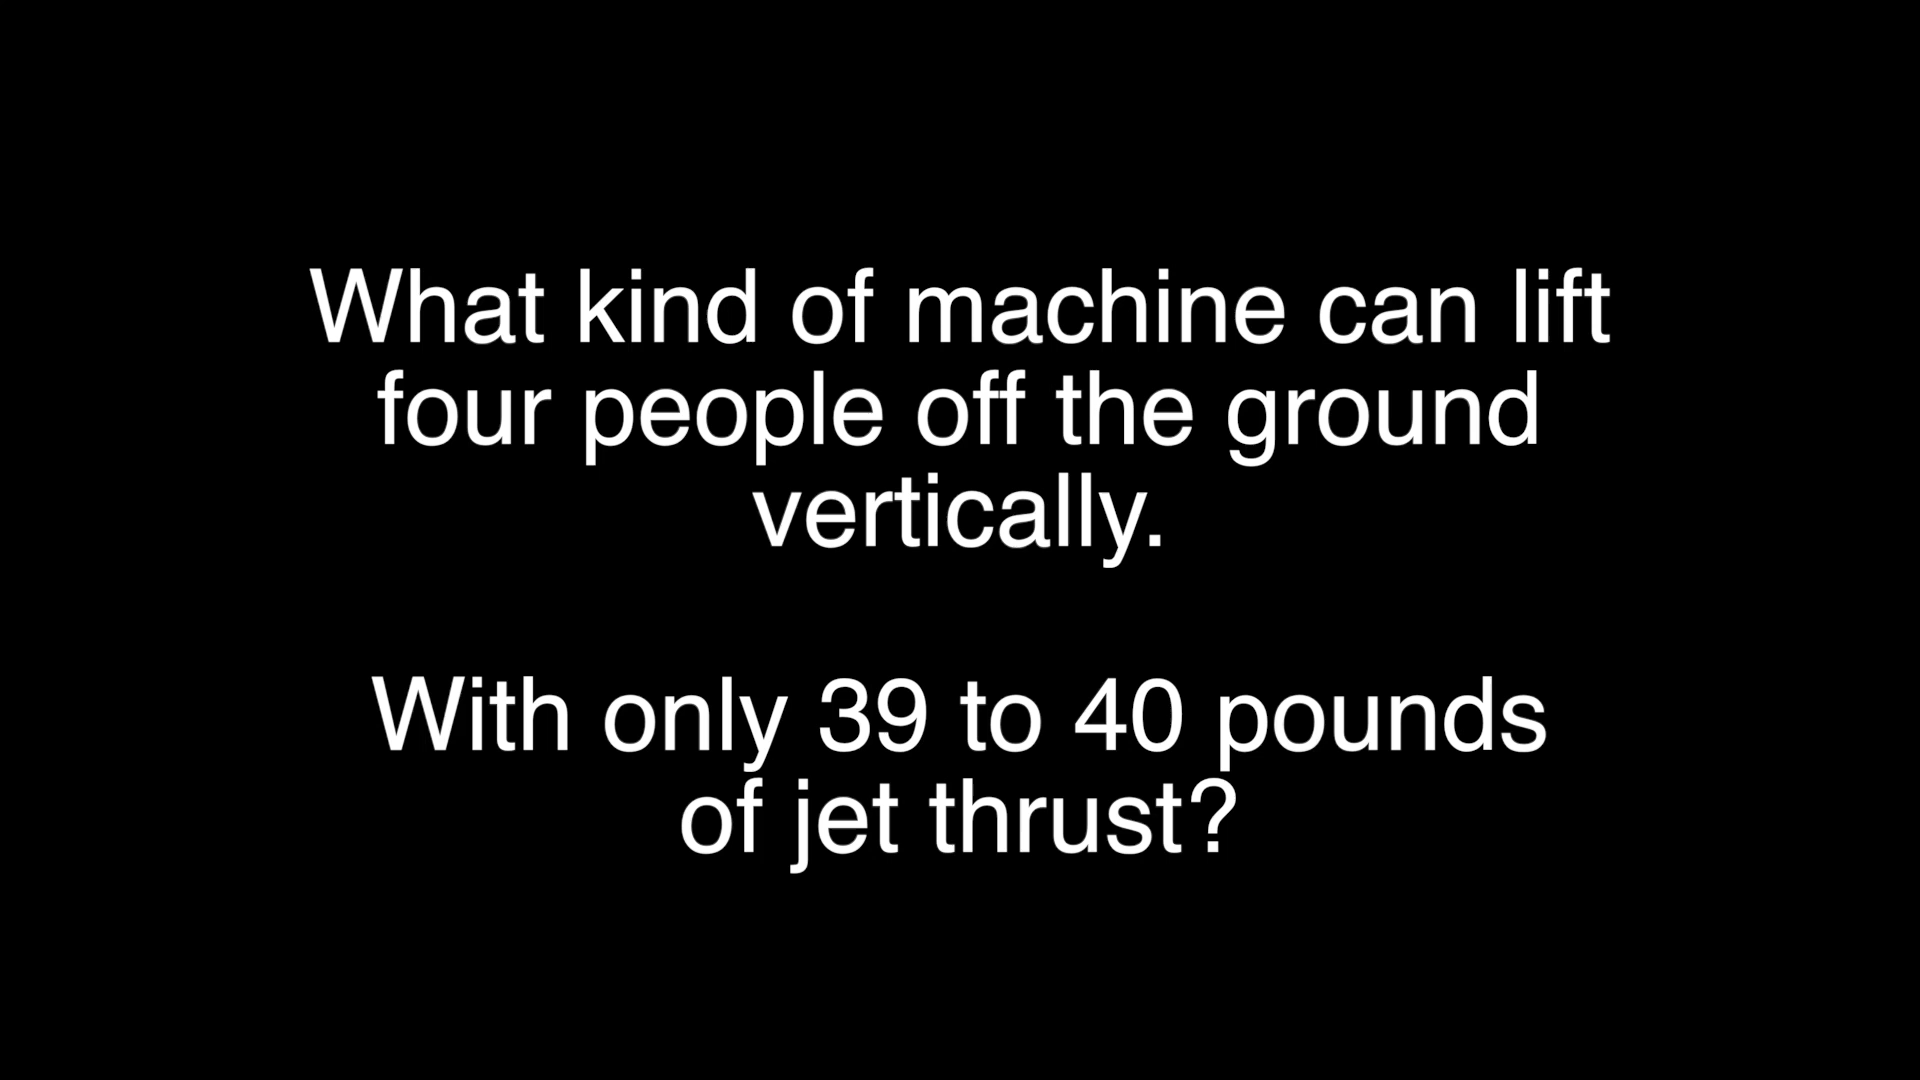 What kind of machine can lift
four people off the ground
vertically.
With only 39 to 40 pounds
of jet thrust?